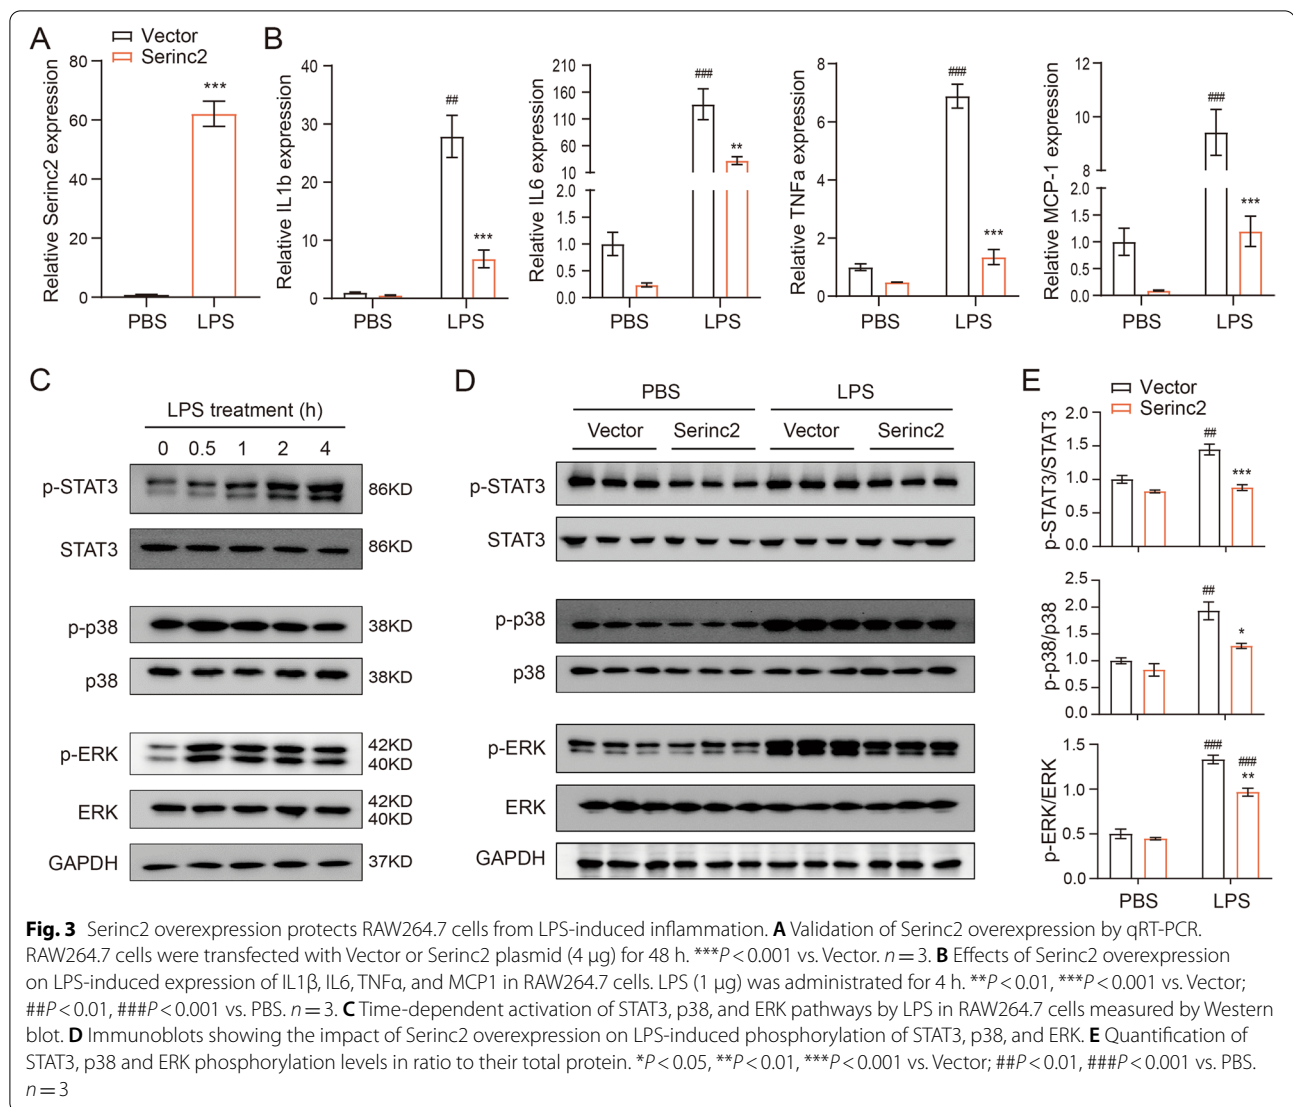 A
Vector
Serinc2
B
Relative Serinc2 expression
80
60
40
20
0
***
PBS
LPS
Relative IL1b expression
40
30
20
10
0
##
***
PBS
LPS
Relative IL6 expression
210
160
110
60
10
2.0
1.5
1.0
0.5
0.0
###
**
PBS
LPS
Relative TNFa expression
8
6
4
2
0
###
***
PBS
LPS
Relative MCP-1 expression
12
10
8
2.0
1.5
1.0
0.5
0.0
###
***
PBS
LPS
C
LPS treatment (h)
0 0.5 1 2 4
p-STAT3 86KD
STAT3 86KD
p-p38 38KD
p38 38KD
p-ERK 42KD
40KD
ERK 42KD
40KD
GAPDH 37KD
D
PBS LPS
Vector Serinc2 Vector Serinc2
p-STAT3
STAT3
p-p38
p38
p-ERK
ERK
GAPDH
E
Vector
Serinc2
p-STAT3/STAT3
2.0
1.5
1.0
0.5
0.0
##
***
p-p38/p38
2.5
2.0
1.5
1.0
0.5
0.0
##
*
p-ERK/ERK
1.5
1.0
0.5
0.0
###
###
**
PBS
LPS
Fig. 3 Serinc2 overexpression protects RAW264.7 cells from LPS-induced inflammation. A Validation of Serinc2 overexpression by qRT-PCR.
RAW264.7 cells were transfected with Vector or Serinc2 plasmid (4 μg) for 48 h. ***P < 0.001 vs. Vector. n = 3. B Effects of Serinc2 overexpression
on LPS-induced expression of IL1β, IL6, TNFα, and MCP1 in RAW264.7 cells. LPS (1 μg) was administrated for 4 h. **P < 0.01, ***P < 0.001 vs. Vector;
##P < 0.01, ###P < 0.001 vs. PBS. n = 3. C Time-dependent activation of STAT3, p38, and ERK pathways by LPS in RAW264.7 cells measured by Western
blot. D Immunoblots showing the impact of Serinc2 overexpression on LPS-induced phosphorylation of STAT3, p38, and ERK. E Quantification of
STAT3, p38 and ERK phosphorylation levels in ratio to their total protein. *P < 0.05, **P < 0.01, ***P < 0.001 vs. Vector; ##P < 0.01, ###P < 0.001 vs. PBS.
n = 3